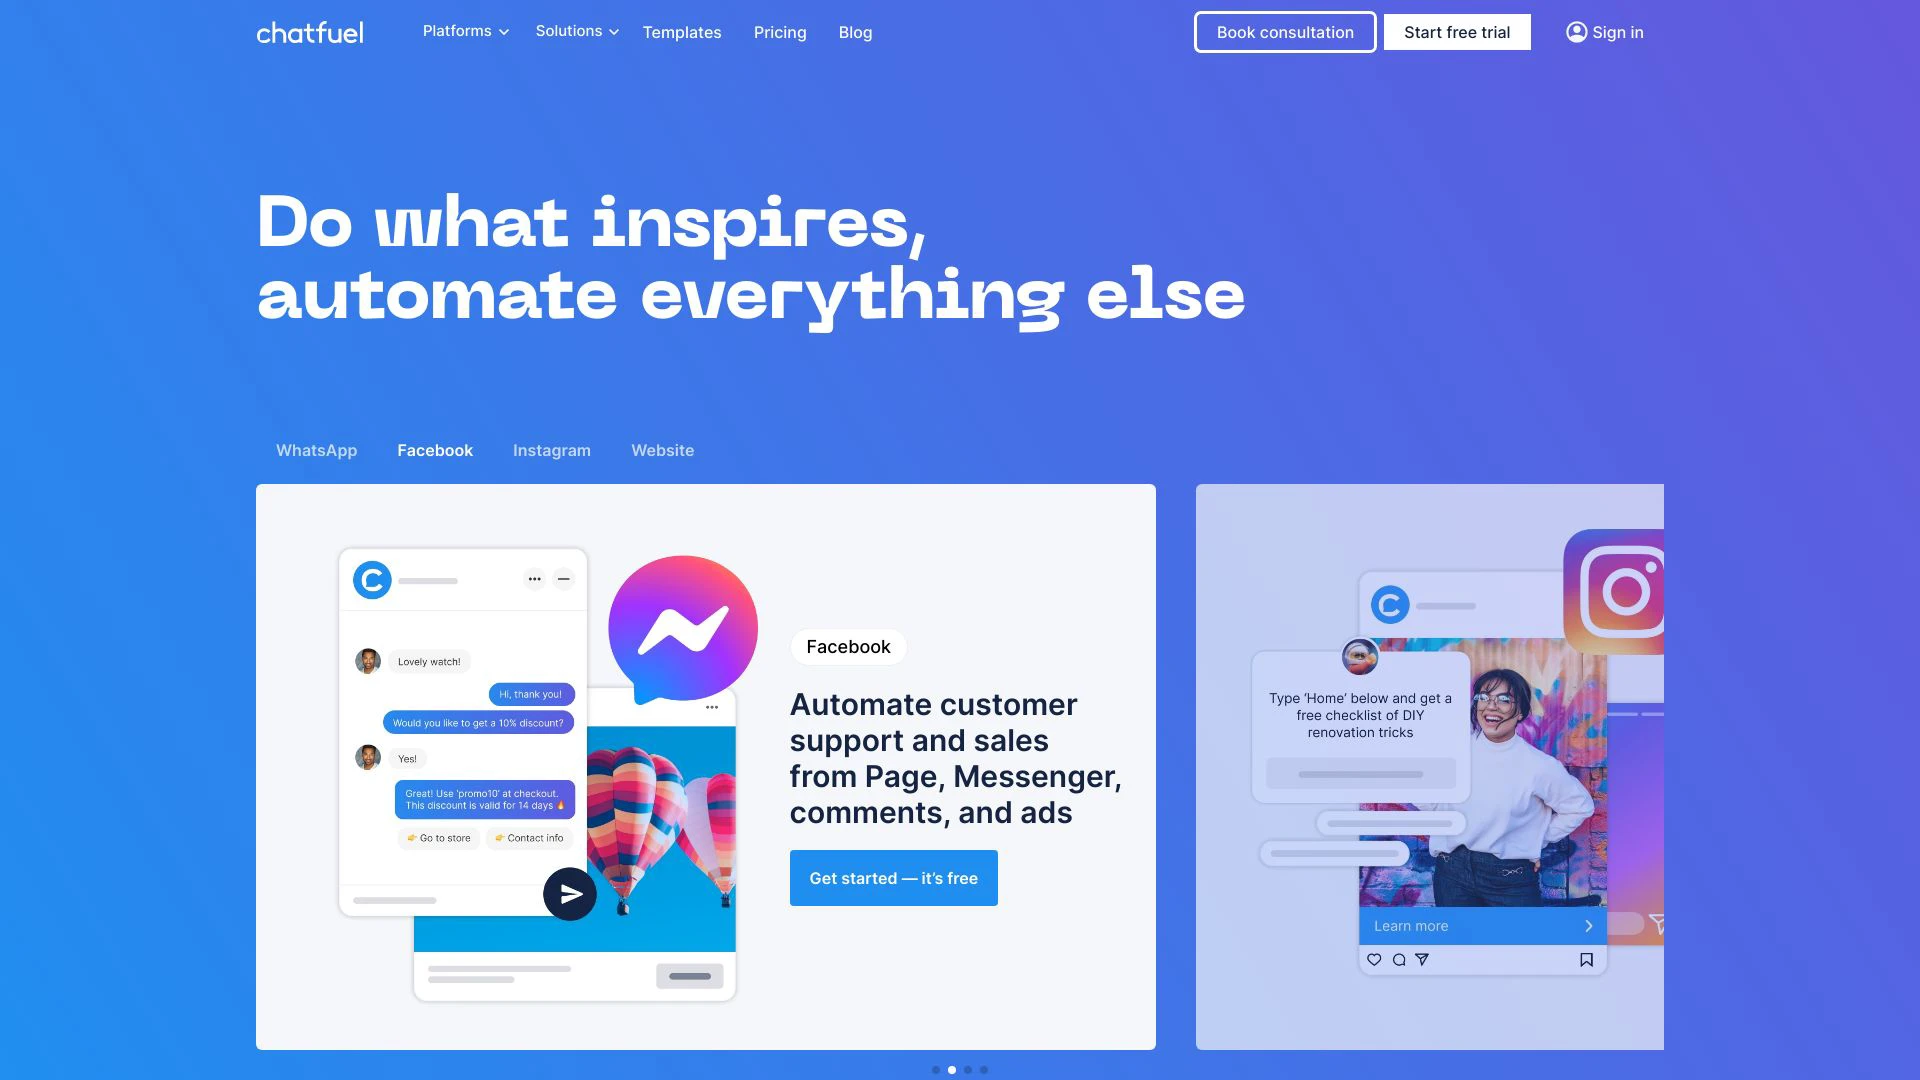 chatfuel
Platforms
Solutions
Templates
Pricing
Blog
Book consultation
Start free trial
Sign in
Do what inspires,
automate everything else
WhatsApp
Facebook
Instagram
Website
Lovely watch!
Hi, thank you!
Would you like to get a 10% discount?
Yes!
Great! Use 'promo10' at checkout.
This discount is valid for 14 days 🔥
👉 Go to store
👉 Contact info
Facebook
Automate customer
support and sales
from Page, Messenger,
comments, and ads
Get started — it's free
Type ‘Home’ below and get a
free checklist of DIY
renovation tricks
Learn more